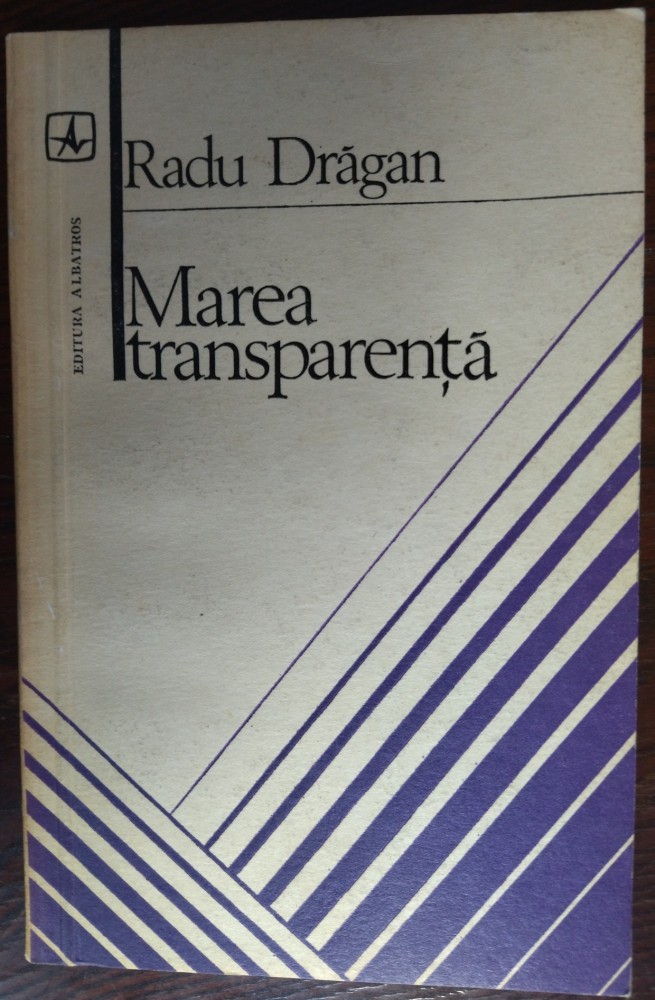 EDITURA ALBATROS
Radu Drăgan
Marea
transparență